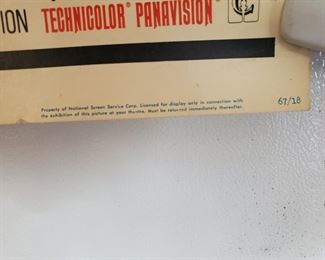 ION TECHNICOLOR® PANAVISION®
Property of National Screen Service Corp. Licensed for display only in connection with
the exhibition of this picture at your theatre. Must be returned immediately thereafter.
67/18